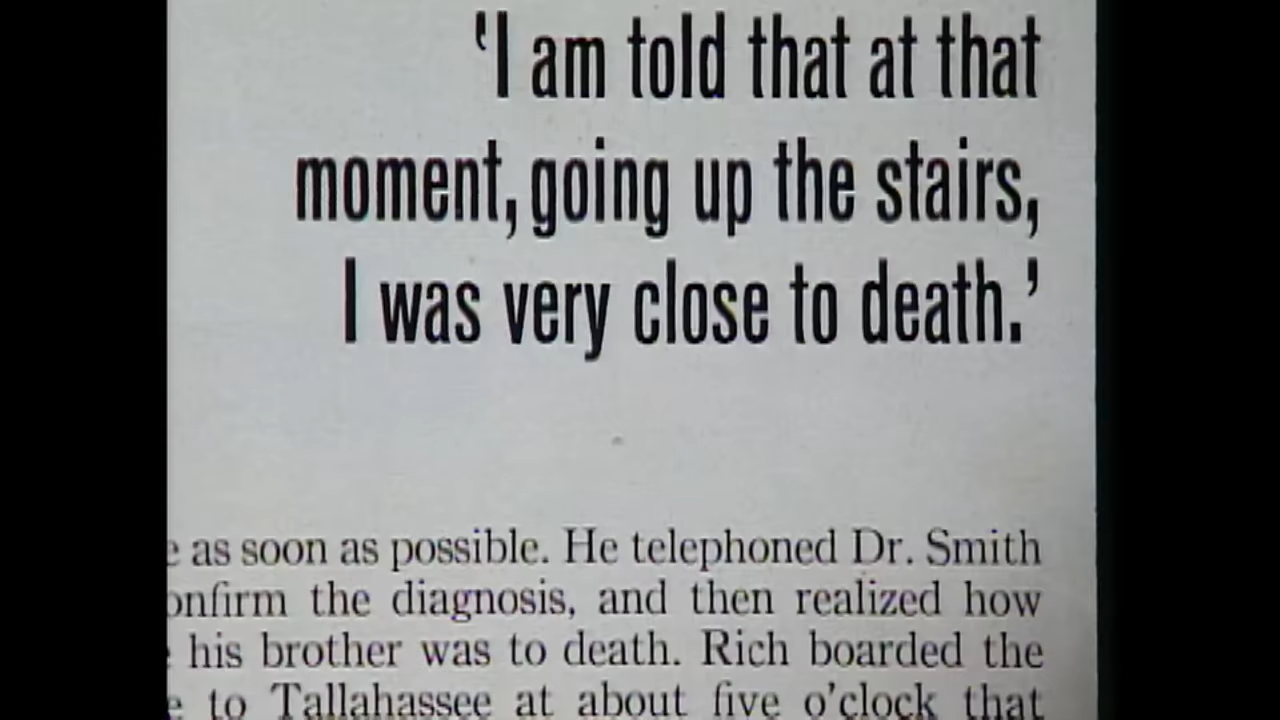 ‘I am told that at that
moment, going up the stairs,
I was very close to death.’
as soon as possible. He telephoned Dr. Smith
the diagnosis, and then realized how
his brother was to death. Rich boarded the
to Tallahassee at about five o’clock that